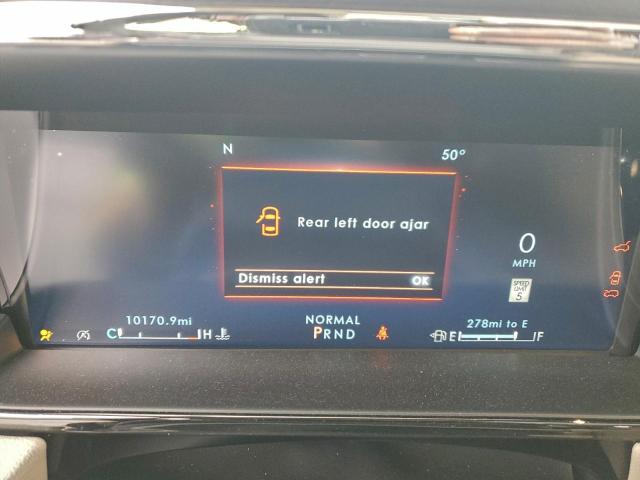 N
50°
Rear left door ajar
0
MPH
Dismiss alert OK
SPEED
LIMIT
5
10170.9mi
NORMAL
278mi to E
C H
PRND
E F